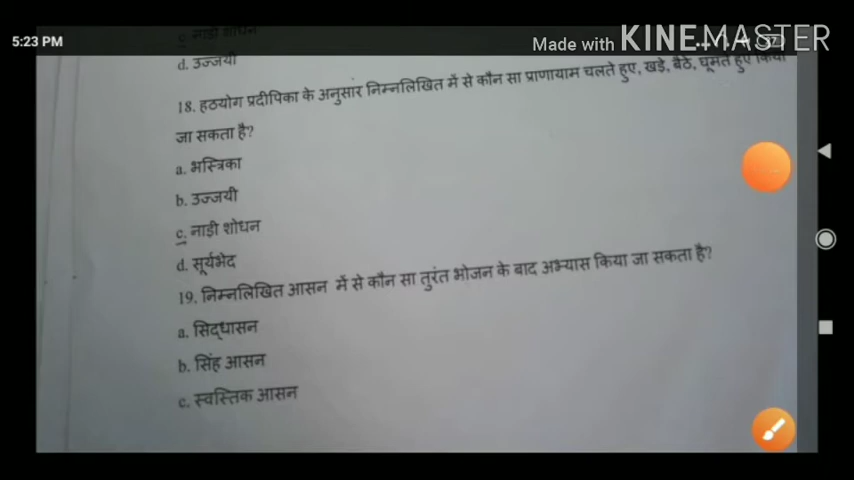 5:23 PM
Made with KINEMASTER
c. नाड़ी शोधन
d. उज्जयी
18. हठयोग प्रदीपिका के अनुसार निम्नलिखित में से कौन सा प्राणायाम चलते हुए, खड़े, बैठे, घूमते हुए किया
जा सकता है?
a. भस्त्रिका
b. उज्जयी
c. नाड़ी शोधन
d. सूर्यभेद
19. निम्नलिखित आसन में से कौन सा तुरंत भोजन के बाद अभ्यास किया जा सकता है?
a. सिद्धासन
b. सिंह आसन
c. स्वस्तिक आसन